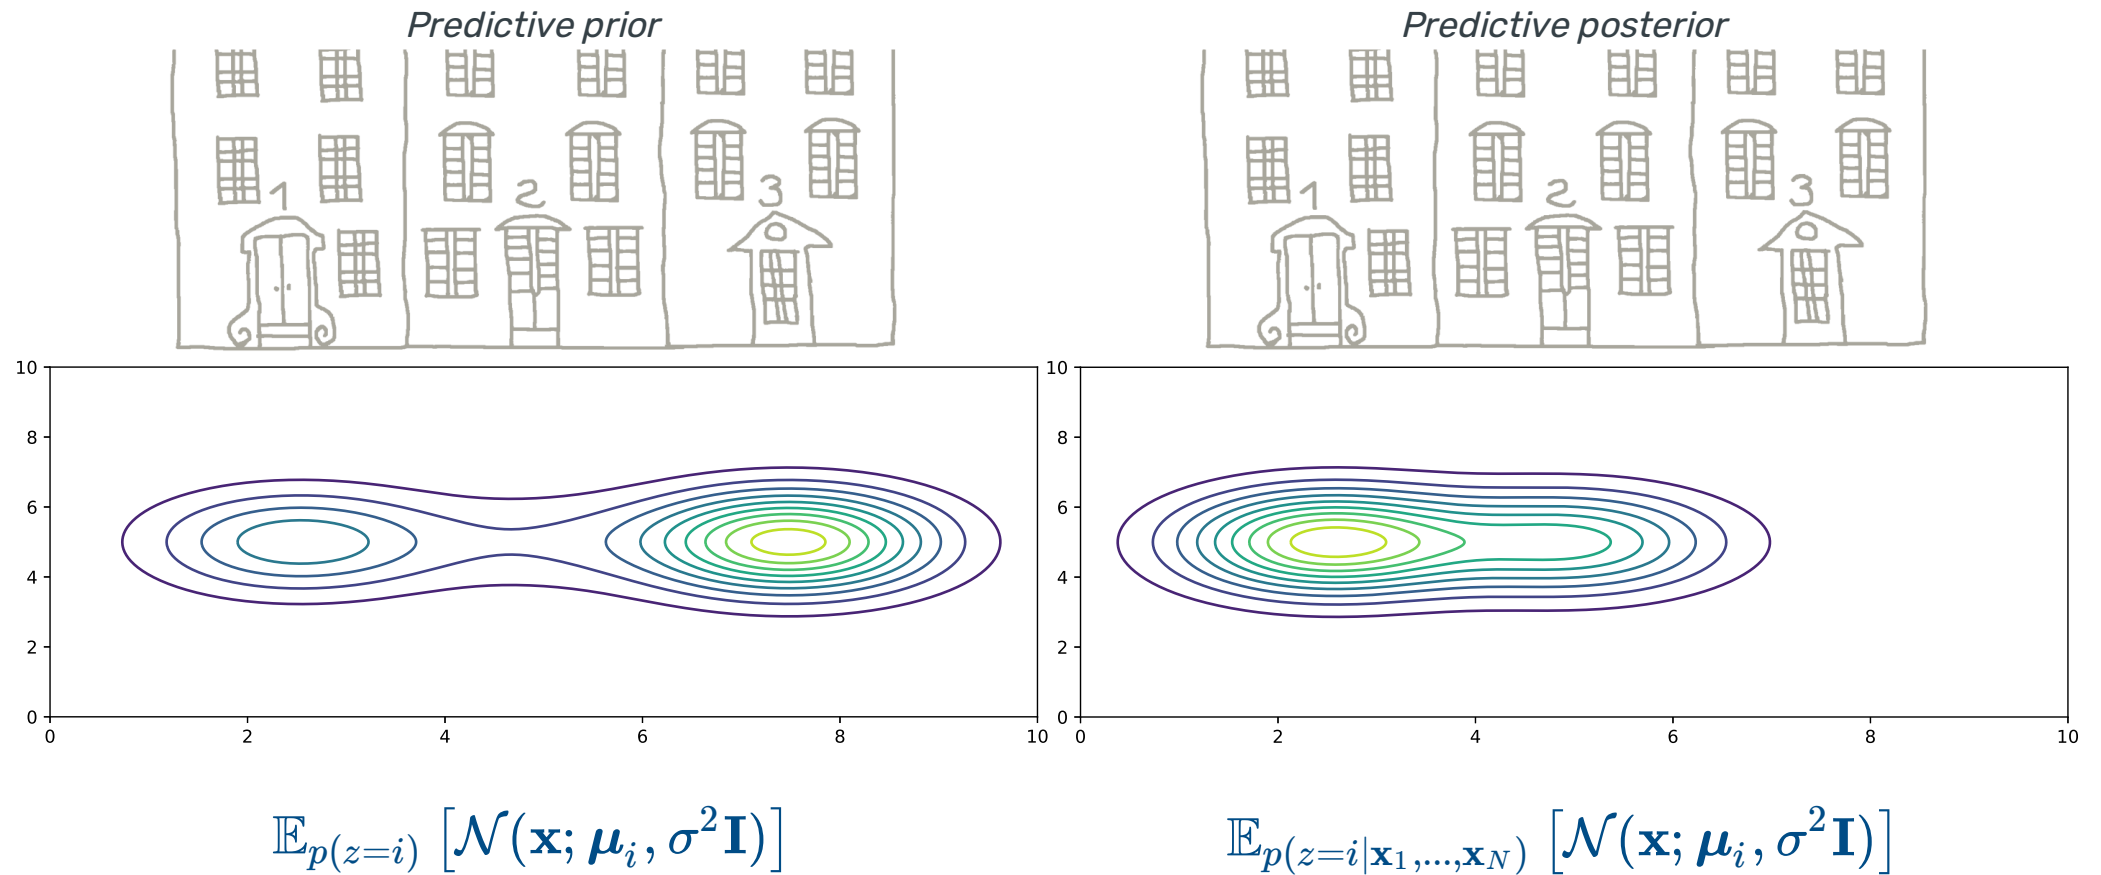 Predictive prior
Predictive posterior
1 2 3
1 2 3
10
8
6
4
2
0
0 2 4 6 8 10
10
8
6
4
2
0
0 2 4 6 8 10
𝔼_{p(z=i)} [𝒩(𝐱; 𝝁_i, σ²𝐈)]
𝔼_{p(z=i|𝐱_1,...,𝐱_N)} [𝒩(𝐱; 𝝁_i, σ²𝐈)]